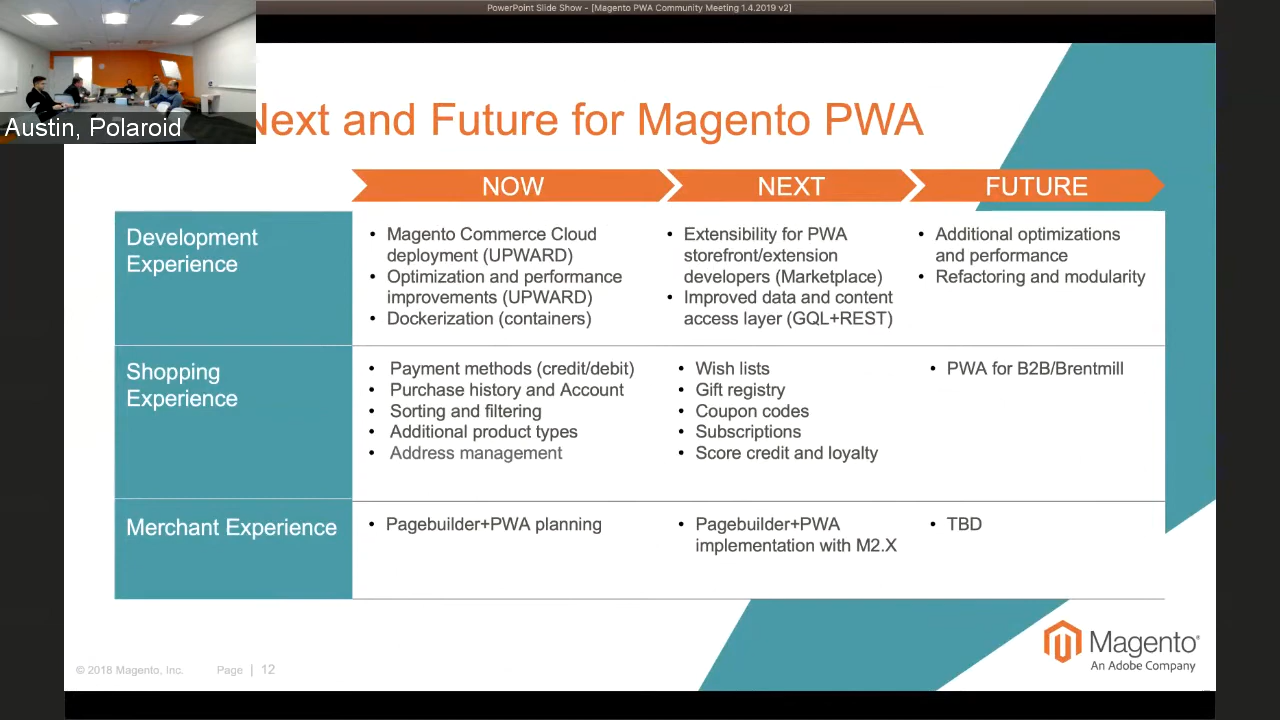 PowerPoint Slide Show - [Magento PWA Community Meeting 1.4.2019 v2]
Austin, Polaroid
Next and Future for Magento PWA
NOW
NEXT
FUTURE
Development
Experience
• Magento Commerce Cloud
deployment (UPWARD)
• Optimization and performance
improvements (UPWARD)
• Dockerization (containers)
• Extensibility for PWA
storefront/extension
developers (Marketplace)
• Improved data and content
access layer (GQL+REST)
• Additional optimizations
and performance
• Refactoring and modularity
Shopping
Experience
• Payment methods (credit/debit)
• Purchase history and Account
• Sorting and filtering
• Additional product types
• Address management
• Wish lists
• Gift registry
• Coupon codes
• Subscriptions
• Score credit and loyalty
• PWA for B2B/Brentmill
Merchant Experience
• Pagebuilder+PWA planning
• Pagebuilder+PWA
implementation with M2.X
• TBD
© 2018 Magento, Inc.
Page | 12
Magento®
An Adobe Company